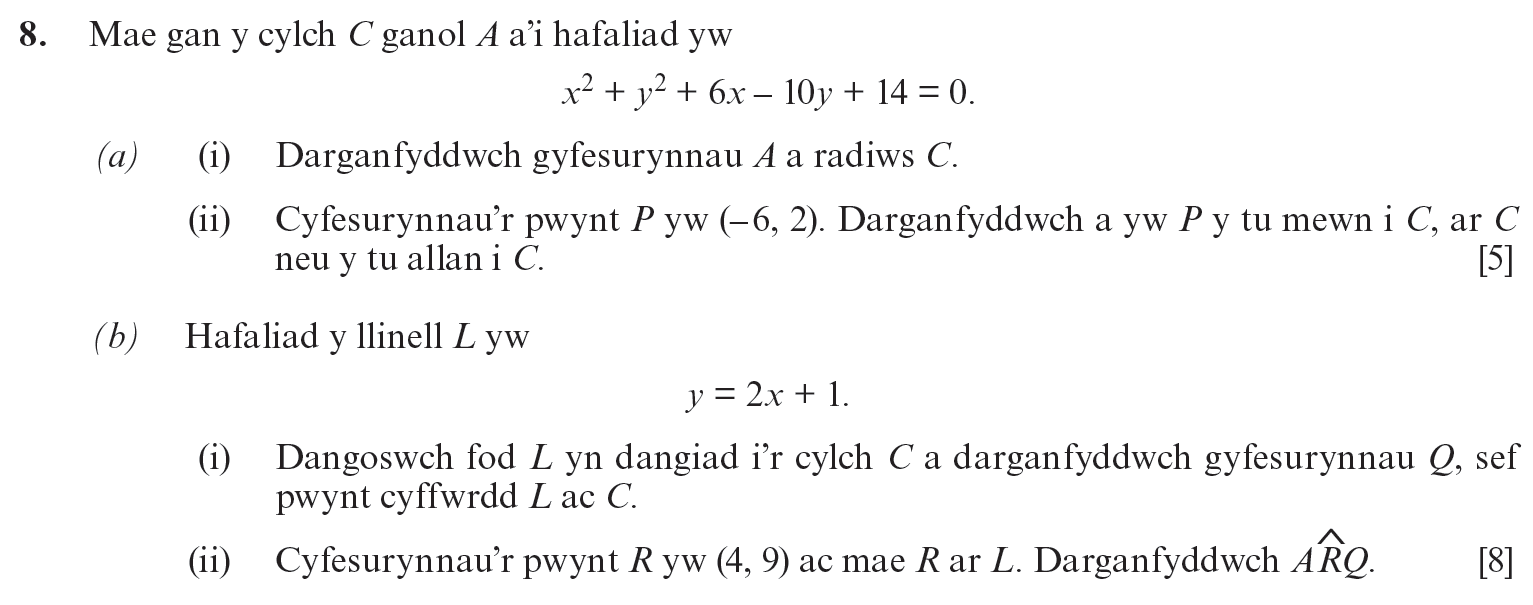 8. Mae gan y cylch C ganol A a’i hafaliad yw
x² + y² + 6x – 10y + 14 = 0.
(a) (i) Darganfyddwch gyfesurynnau A a radiws C.
(ii) Cyfesurynnau’r pwynt P yw (–6, 2). Darganfyddwch a yw P y tu mewn i C, ar C
neu y tu allan i C. [5]
(b) Hafaliad y llinell L yw
y = 2x + 1.
(i) Dangoswch fod L yn dangiad i’r cylch C a darganfyddwch gyfesurynnau Q, sef
pwynt cyffwrdd L ac C.
(ii) Cyfesurynnau’r pwynt R yw (4, 9) ac mae R ar L. Darganfyddwch AR̂Q. [8]